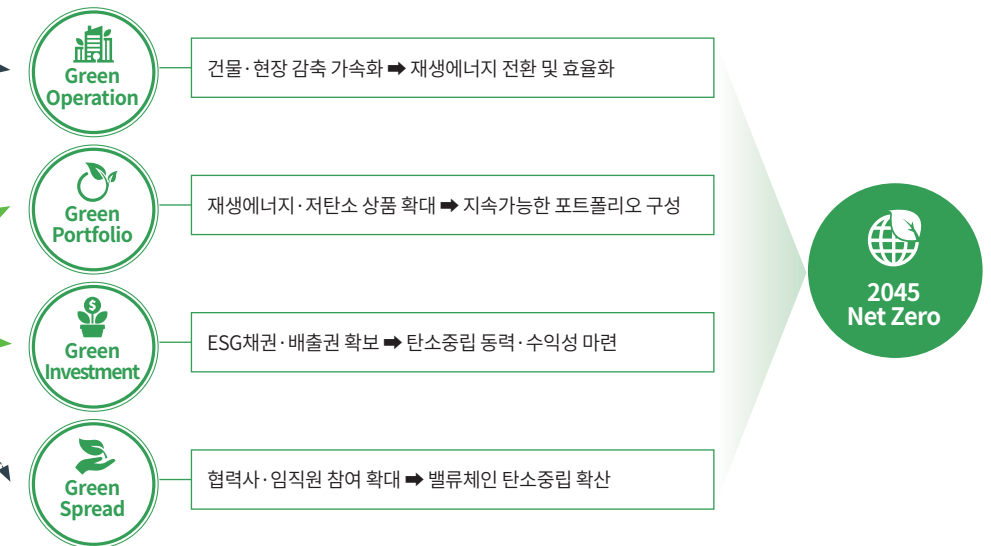 Green
Operation
건물·현장 감축 가속화 ➡ 재생에너지 전환 및 효율화
Green
Portfolio
재생에너지·저탄소 상품 확대 ➡ 지속가능한 포트폴리오 구성
Green
Investment
ESG채권·배출권 확보 ➡ 탄소중립 동력·수익성 마련
Green
Spread
협력사·임직원 참여 확대 ➡ 밸류체인 탄소중립 확산
2045
Net Zero